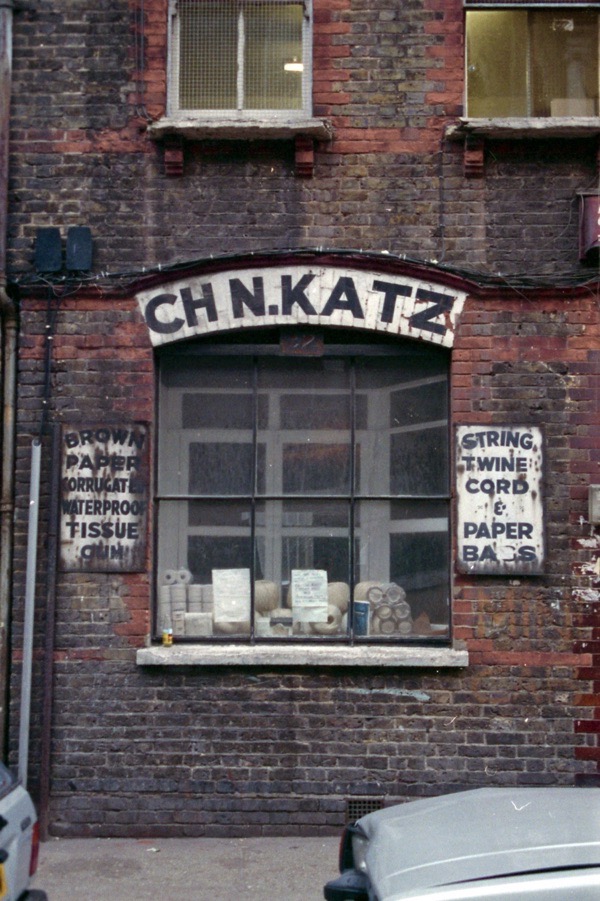 CH N. KATZ
BROWN
PAPER
CORRUGATED
WATERPROOF
TISSUE
GUM
STRING
TWINE
CORD
&
PAPER
BAGS